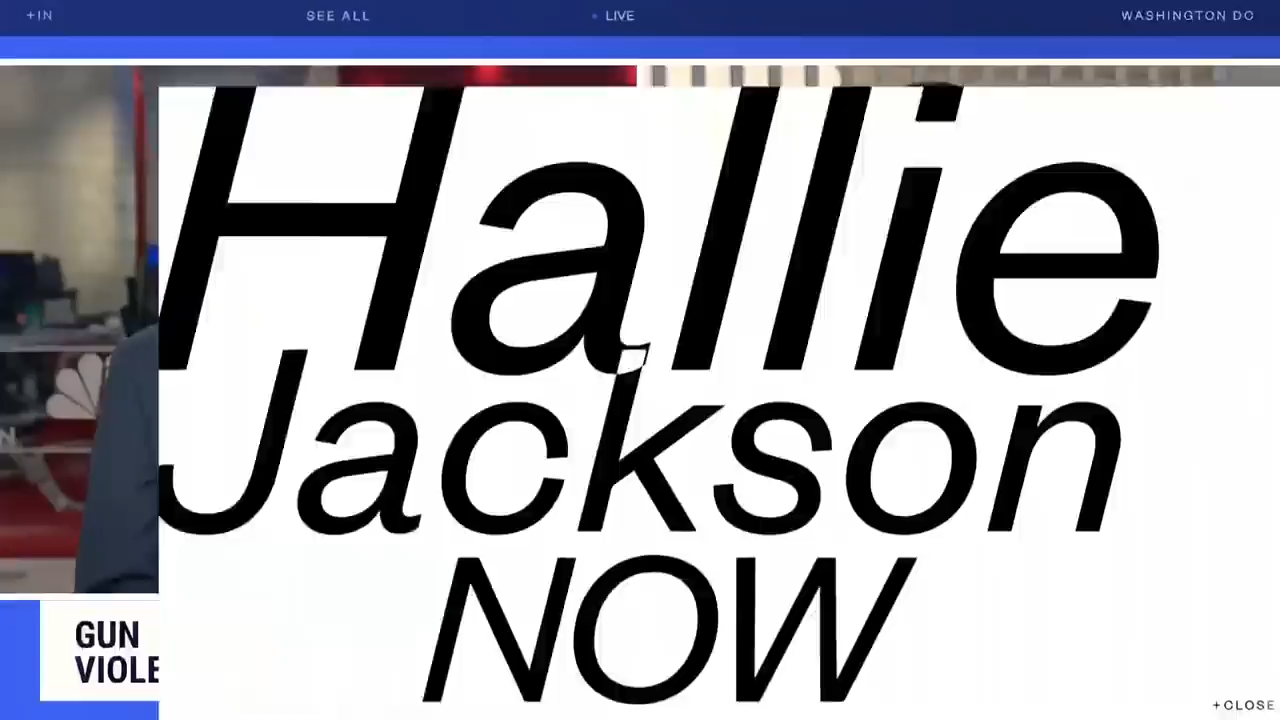 +IN
SEE ALL
LIVE
WASHINGTON DC
Hallie
Jackson
NOW
N
GUN
VIOLE
+CLOSE